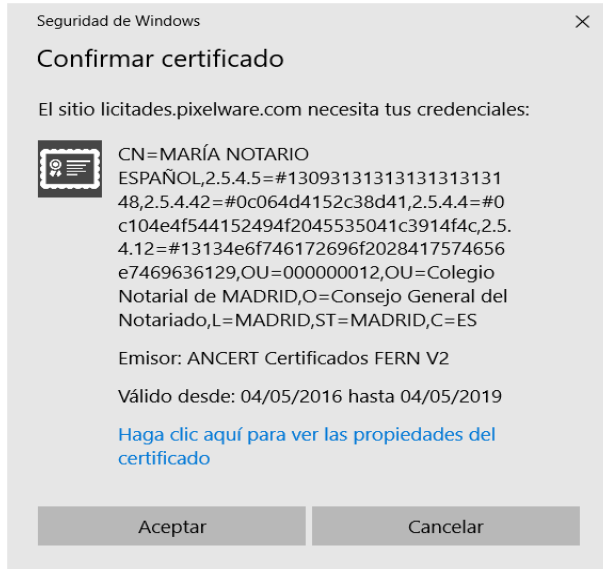 Seguridad de Windows
Confirmar certificado
El sitio licitades.pixelware.com necesita tus credenciales:
CN=MARÍA NOTARIO
ESPAÑOL,2.5.4.5=#13093131313131313131
48,2.5.4.42=#0c064d4152c38d41,2.5.4.4=#0
c104e4f544152494f2045535041c3914f4c,2.5.
4.12=#13134e6f746172696f2028417574656
e7469636129,OU=000000012,OU=Colegio
Notarial de MADRID,O=Consejo General del
Notariado,L=MADRID,ST=MADRID,C=ES
Emisor: ANCERT Certificados FERN V2
Válido desde: 04/05/2016 hasta 04/05/2019
Haga clic aquí para ver las propiedades del
certificado
Aceptar
Cancelar